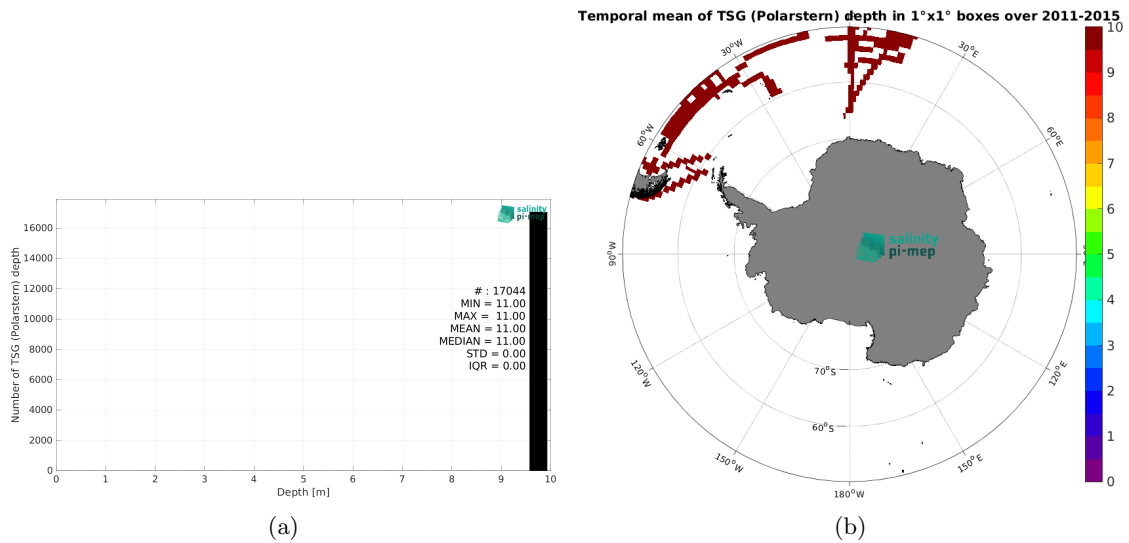 salinity
pi-mep
Number of TSG (Polarstern) depth
16000
14000
12000
10000
8000
6000
4000
2000
0
# : 17044
MIN = 11.00
MAX = 11.00
MEAN = 11.00
MEDIAN = 11.00
STD = 0.00
IQR = 0.00
0 1 2 3 4 5 6 7 8 9 10
Depth [m]
(a)
Temporal mean of TSG (Polarstern) depth in 1°x1° boxes over 2011-2015
30°W
30°E
60°W
60°E
90°W
120°W
120°E
150°W
150°E
180°W
70°S
60°S
salinity
pi-mep
10
9
8
7
6
5
4
3
2
1
0
(b)